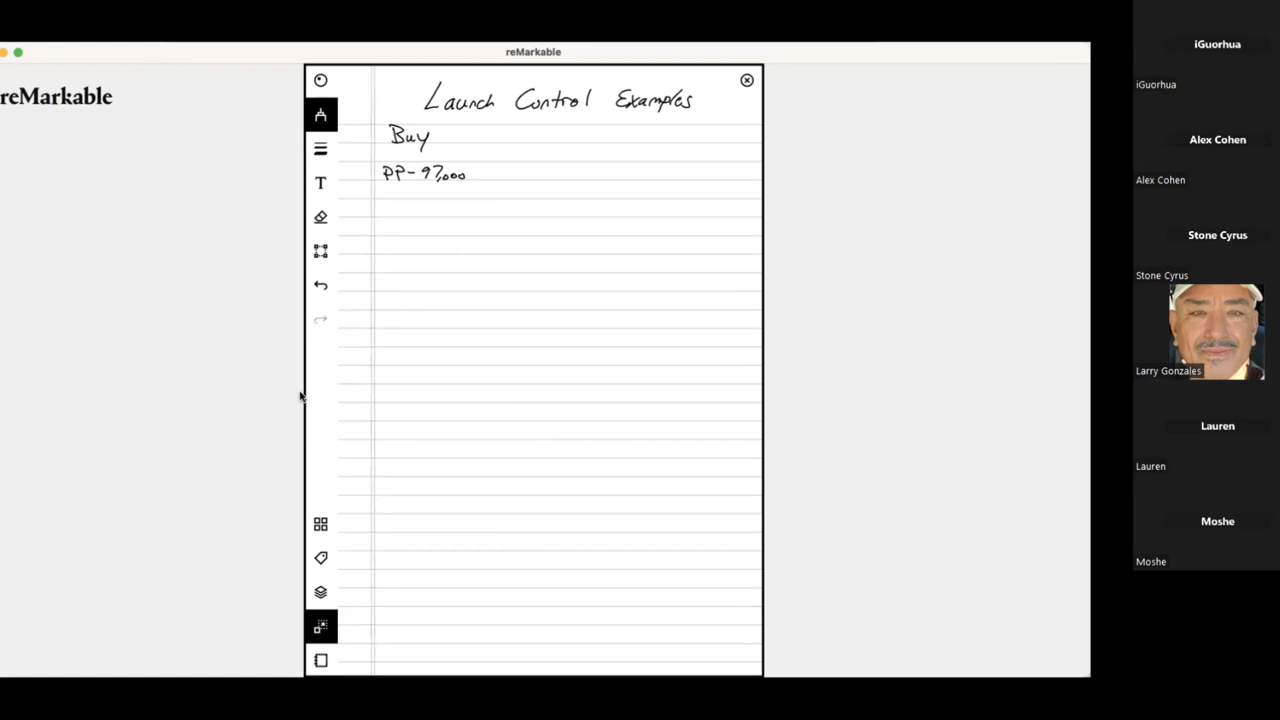 reMarkable
reMarkable
Launch Control Examples
Buy
PP- 97,000
T
iGuorhua
iGuorhua
Alex Cohen
Alex Cohen
Stone Cyrus
Stone Cyrus
Larry Gonzales
Lauren
Lauren
Moshe
Moshe